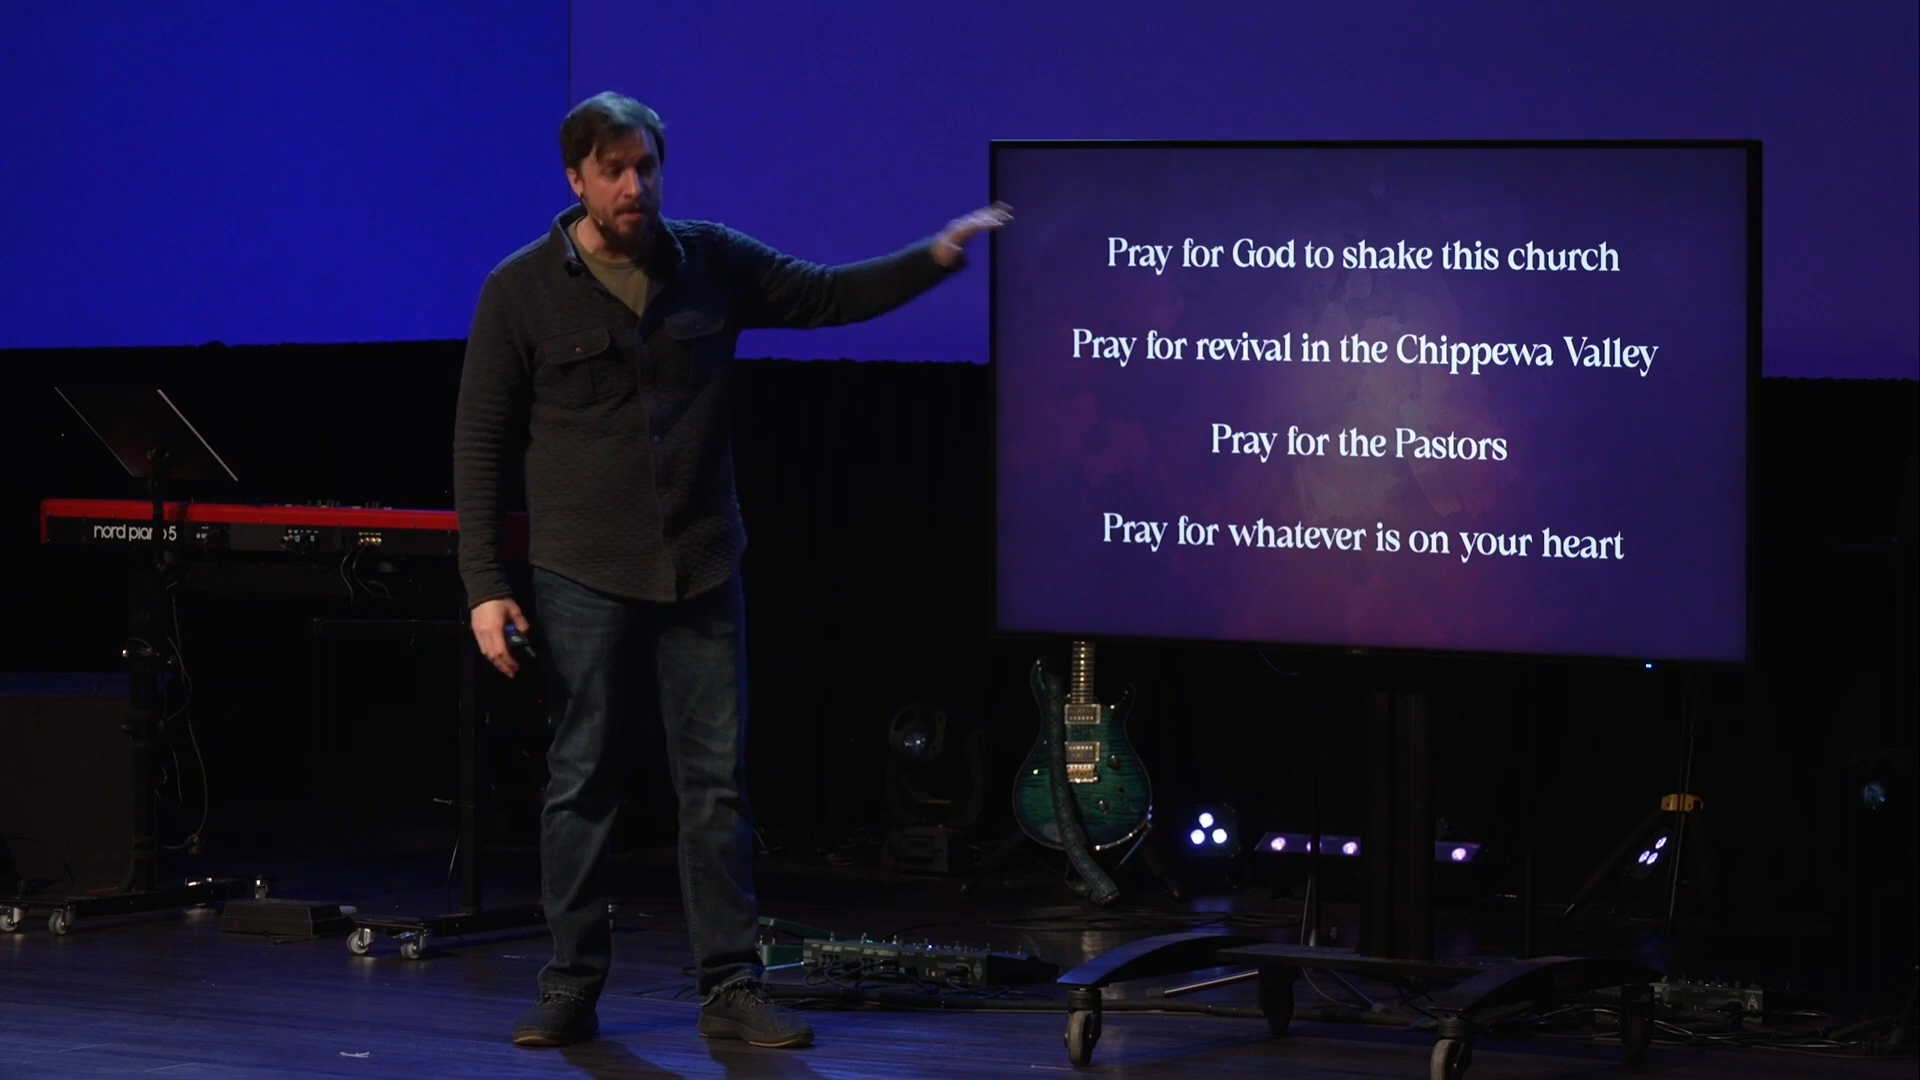 Pray for God to shake this church
Pray for revival in the Chippewa Valley
Pray for the Pastors
Pray for whatever is on your heart
nord piano 5